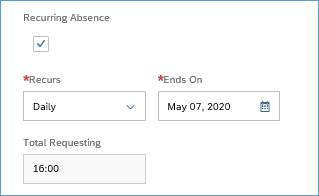 Recurring Absence
*Recurs *Ends On
Daily May 07, 2020
Total Requesting
16:00